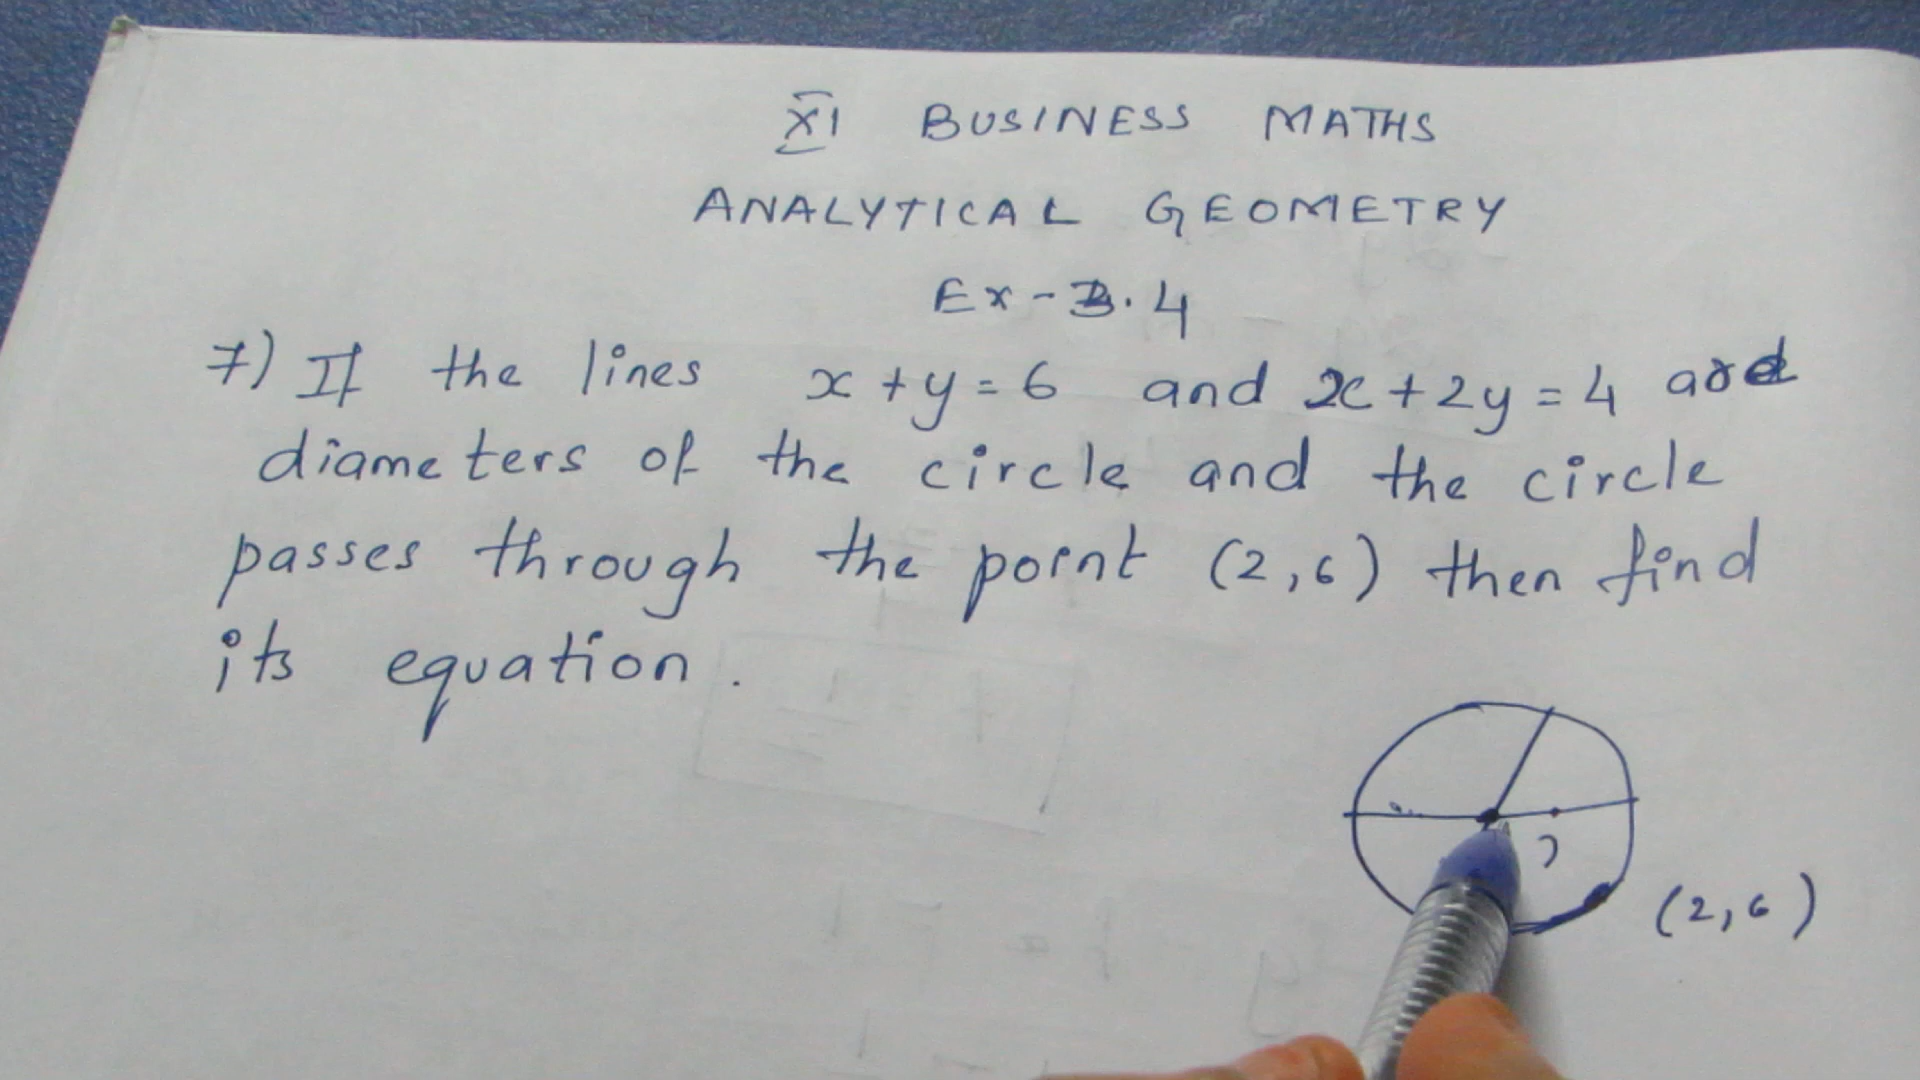 XI BUSINESS MATHS
ANALYTICAL GEOMETRY
Ex-3.4
7) If the lines x+y=6 and x+2y=4 are
diameters of the circle and the circle
passes through the point (2,6) then find
its equation.
(2,6)